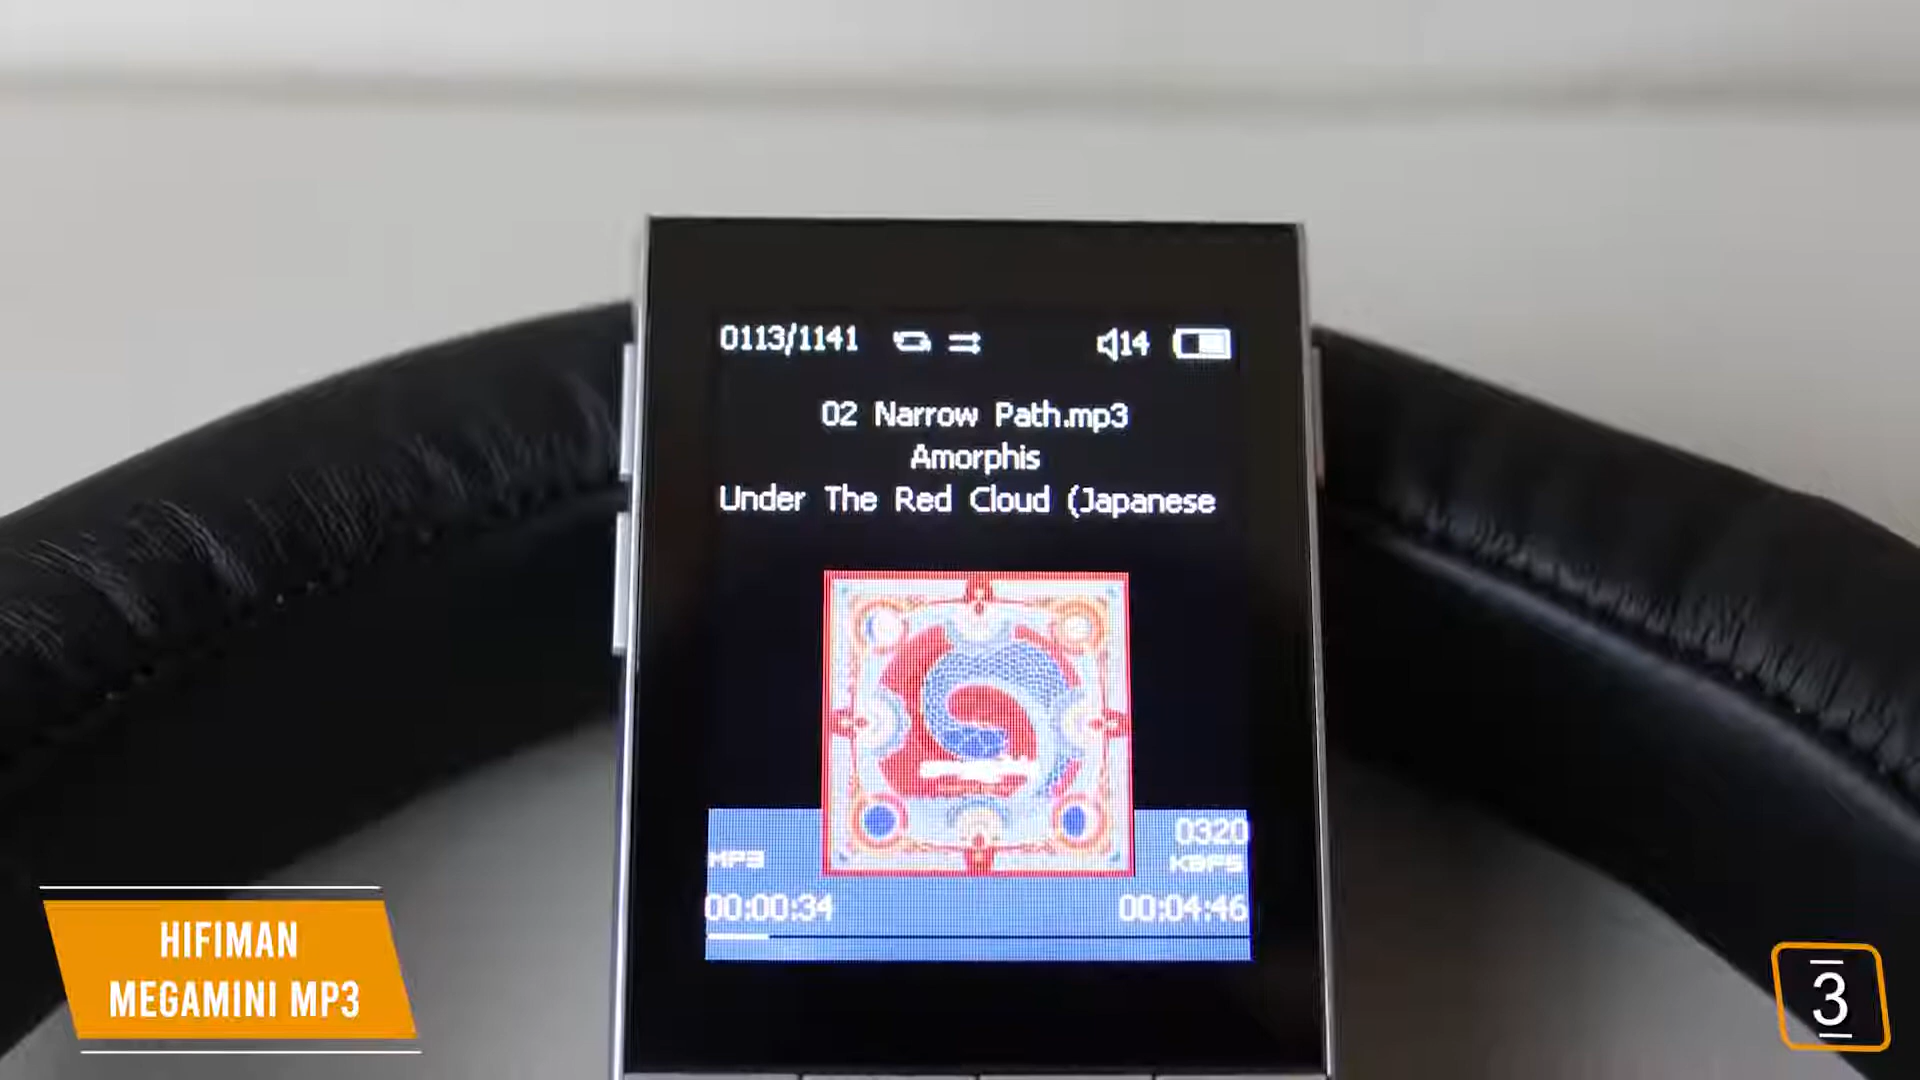 0113/1141 14
02 Narrow Path.mp3
Amorphis
Under The Red Cloud (Japanese
MP3
0320
KBPS
00:00:34 00:04:46
HIFIMAN
MEGAMINI MP3
3